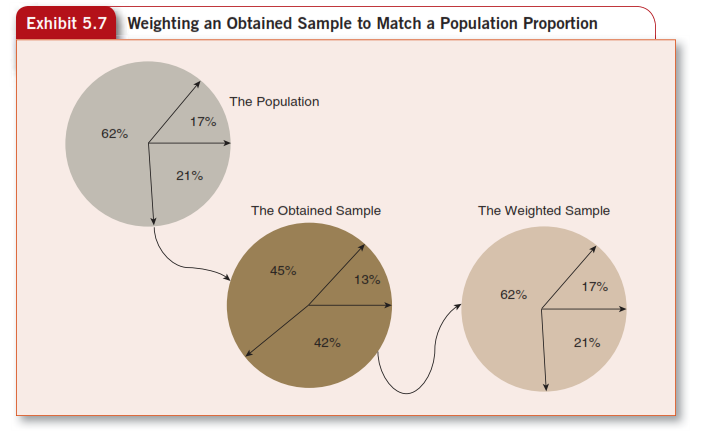 Exhibit 5.7 Weighting an Obtained Sample to Match a Population Proportion
The Population
62%
17%
21%
The Obtained Sample
45%
13%
42%
The Weighted Sample
62%
17%
21%